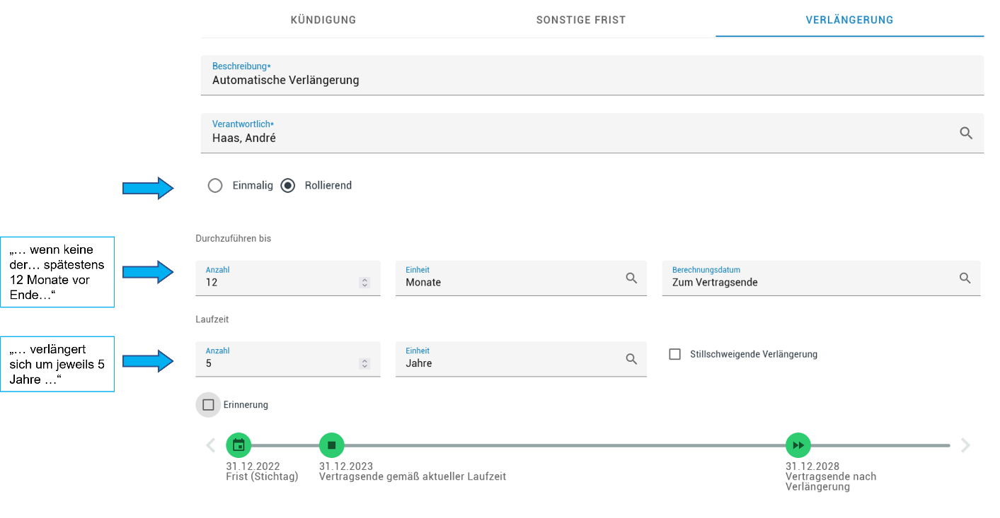 KÜNDIGUNG SONSTIGE FRIST VERLÄNGERUNG
Beschreibung*
Automatische Verlängerung
Verantwortlich*
Haas, André
Einmalig Rollierend
Durchzuführen bis
„… wenn keine
der… spätestens
12 Monate vor
Ende…“
Anzahl
12
Einheit
Monate
Berechnungsdatum
Zum Vertragsende
Laufzeit
„… verlängert
sich um jeweils 5
Jahre …“
Anzahl
5
Einheit
Jahre
Stillschweigende Verlängerung
Erinnerung
31.12.2022
Frist (Stichtag)
31.12.2023
Vertragsende gemäß aktueller Laufzeit
31.12.2028
Vertragsende nach
Verlängerung